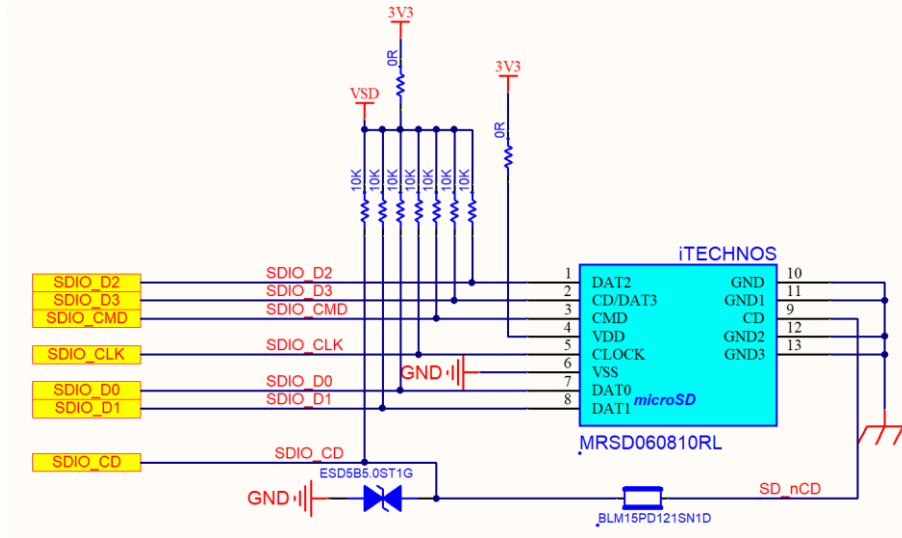 3V3
0R
3V3
VSD
0R
10K 10K 10K 10K 10K 10K 10K
iTECHNOS
SDIO_D2 SDIO_D2 1 DAT2 GND 10
SDIO_D3 SDIO_D3 2 CD/DAT3 GND1 11
SDIO_CMD SDIO_CMD 3 CMD CD 9
4 VDD GND2 12
SDIO_CLK SDIO_CLK 5 CLOCK GND3 13
GND 6 VSS
SDIO_D0 SDIO_D0 7 DAT0
microSD
SDIO_D1 SDIO_D1 8 DAT1
MRSD060810RL
SDIO_CD SDIO_CD
ESD5B5.0ST1G
GND SD_nCD
BLM15PD121SN1D